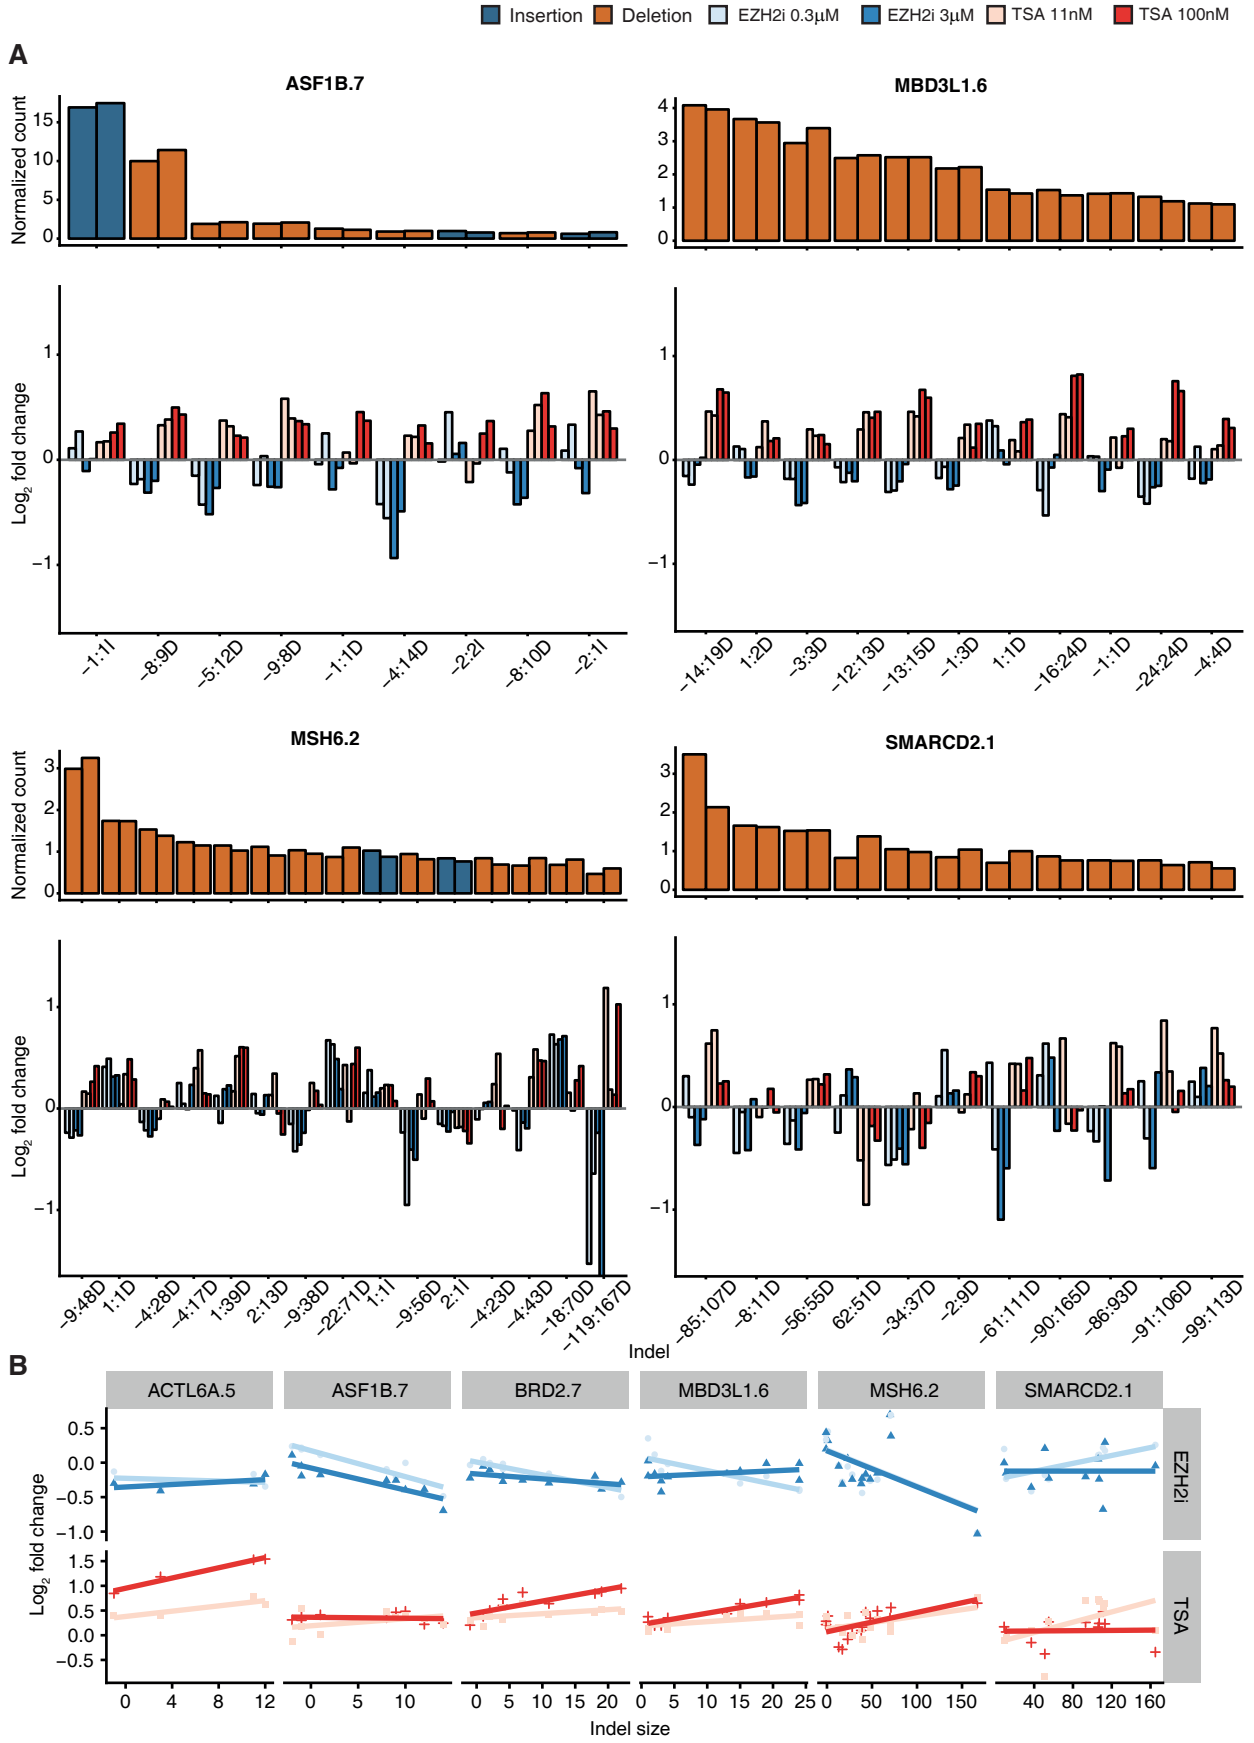 Insertion Deletion EZH2i 0.3µM EZH2i 3µM TSA 11nM TSA 100nM
A
ASF1B.7
MBD3L1.6
Normalized count
15
10
5
0
4
3
2
1
0
Log2 fold change
1
0
−1
1
0
−1
−1:1I −8:9D −5:12D −9:8D −1:1D −4:14D −2:2I −8:10D −2:1I
−14:19D 1:2D −3:3D −12:13D −13:15D −1:3D 1:1D −16:24D −1:1D −24:24D −4:4D
MSH6.2
SMARCD2.1
Normalized count
3
2
1
0
3
2
1
0
Log2 fold change
1
0
−1
1
0
−1
−9:48D 1:1D −4:28D −4:17D 1:39D 2:13D −9:38D −22:71D 1:1I −9:56D 2:1I −4:23D −4:43D −18:70D −119:167D
−85:107D −8:11D −56:55D 62:51D −34:37D −2:9D −61:111D −90:165D −86:93D −91:106D −99:113D
Indel
B
ACTL6A.5 ASF1B.7 BRD2.7 MBD3L1.6 MSH6.2 SMARCD2.1
Log2 fold change
0.5
0.0
−0.5
−1.0
EZH2i
1.5
1.0
0.5
0.0
−0.5
TSA
0 4 8 12 0 5 10 0 5 10 15 20 0 5 10 15 20 25 0 50 100 150 40 80 120 160
Indel size